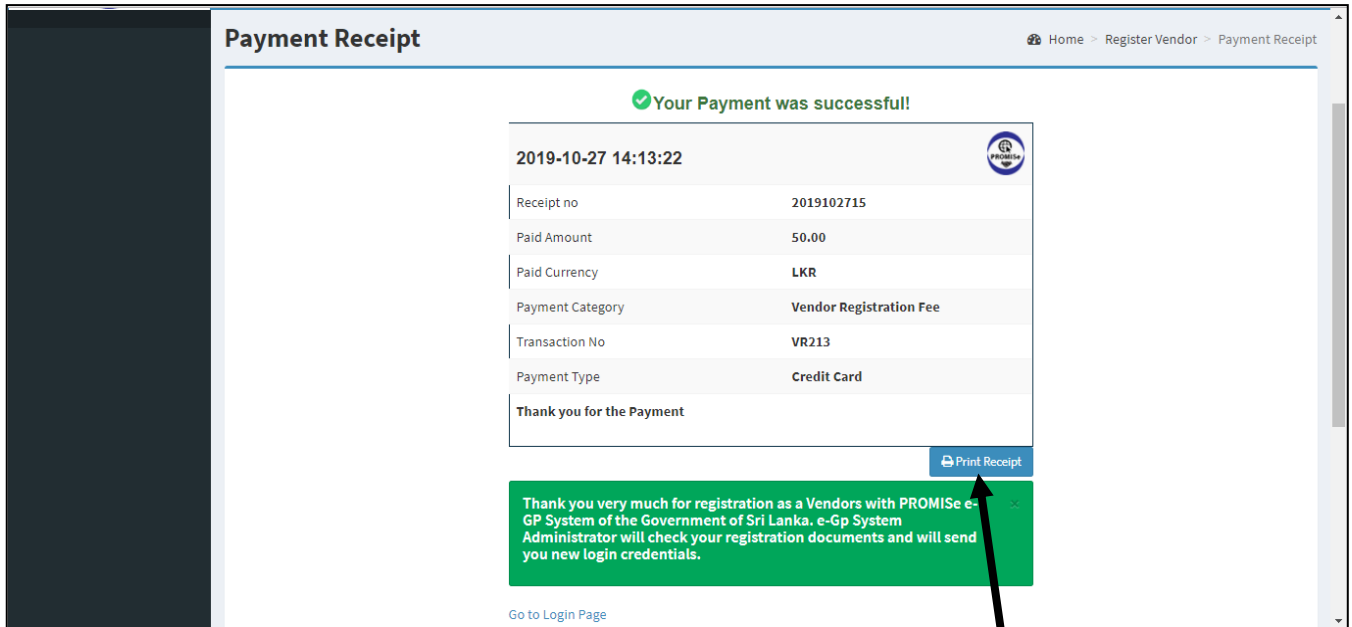 Payment Receipt
Home > Register Vendor > Payment Receipt
Your Payment was successful!
2019-10-27 14:13:22
PROMISe
Receipt no 2019102715
Paid Amount 50.00
Paid Currency LKR
Payment Category Vendor Registration Fee
Transaction No VR213
Payment Type Credit Card
Thank you for the Payment
Print Receipt
Thank you very much for registration as a Vendors with PROMISe e-
GP System of the Government of Sri Lanka. e-Gp System
Administrator will check your registration documents and will send
you new login credentials.
×
Go to Login Page